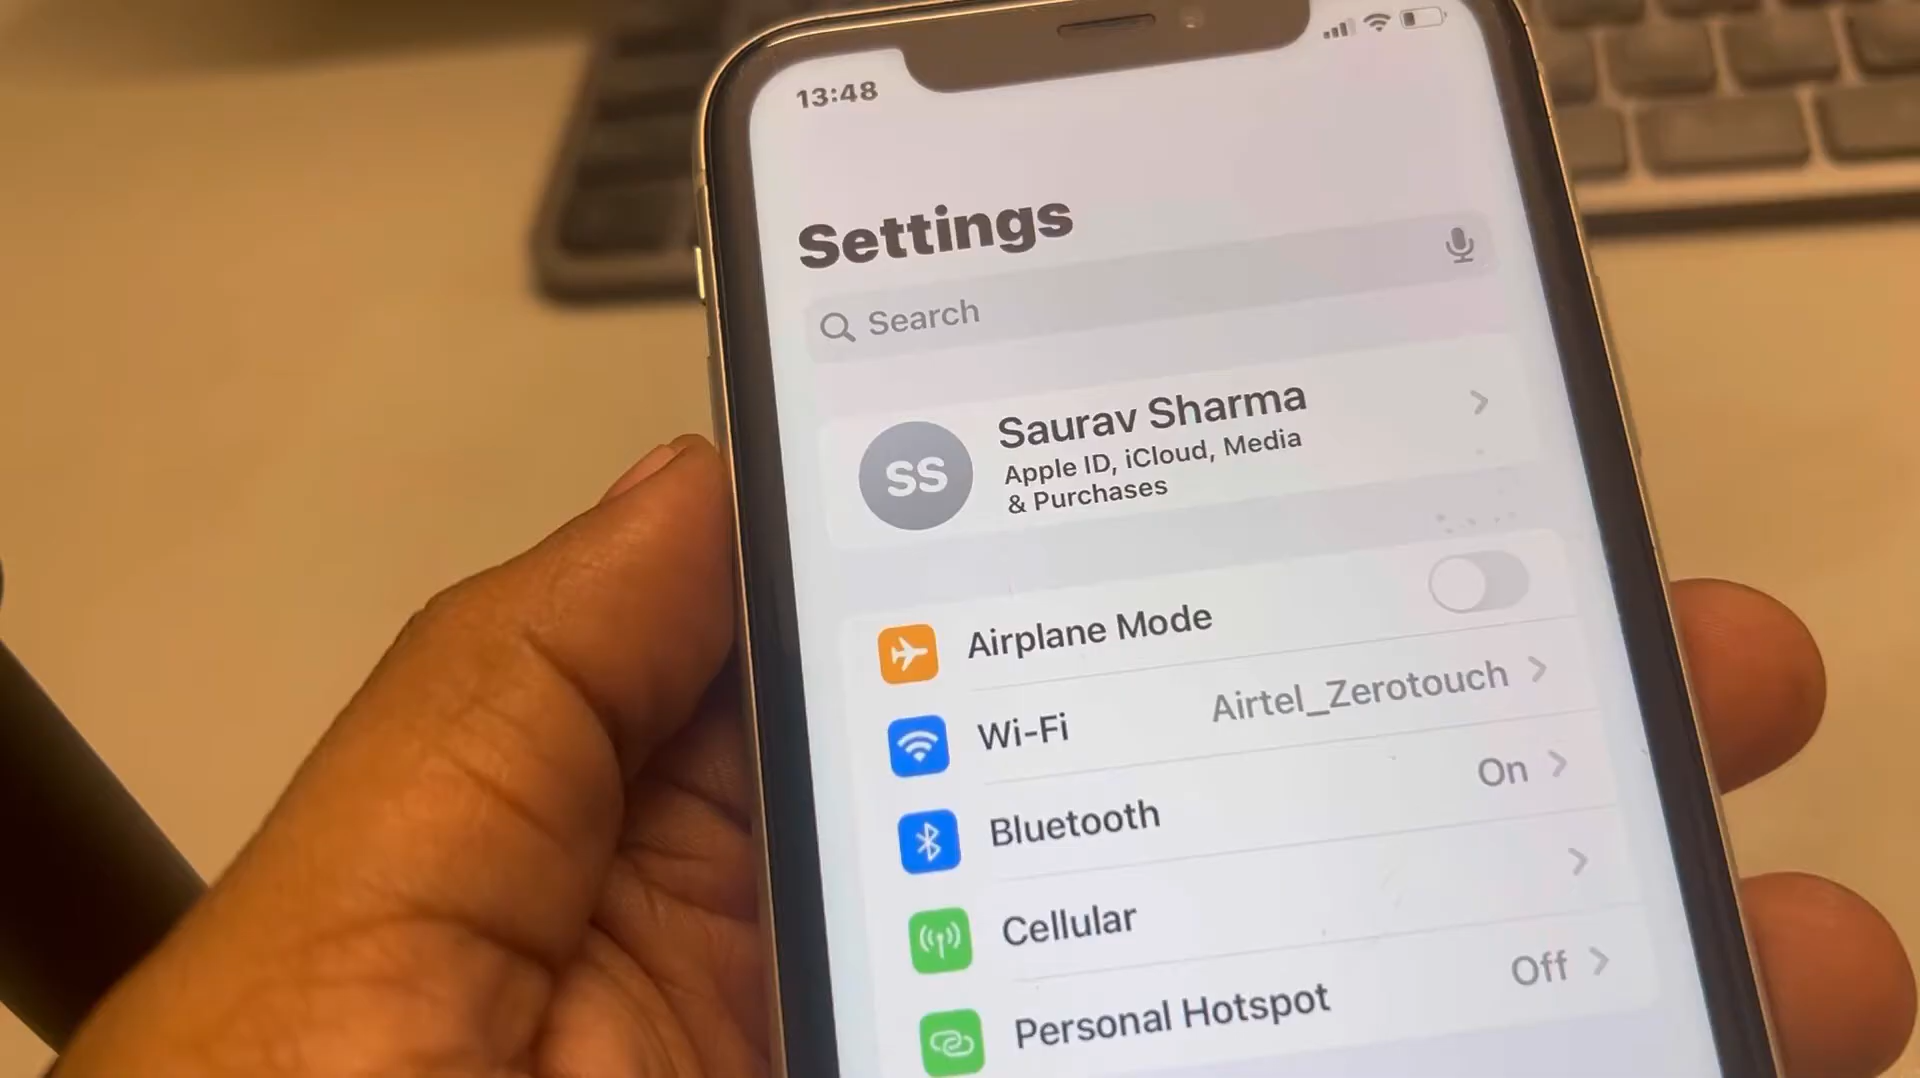 13:48
Settings
Search
SS
Saurav Sharma
Apple ID, iCloud, Media
& Purchases
Airplane Mode
Wi-Fi Airtel_Zerotouch
Bluetooth On
Cellular
Personal Hotspot Off